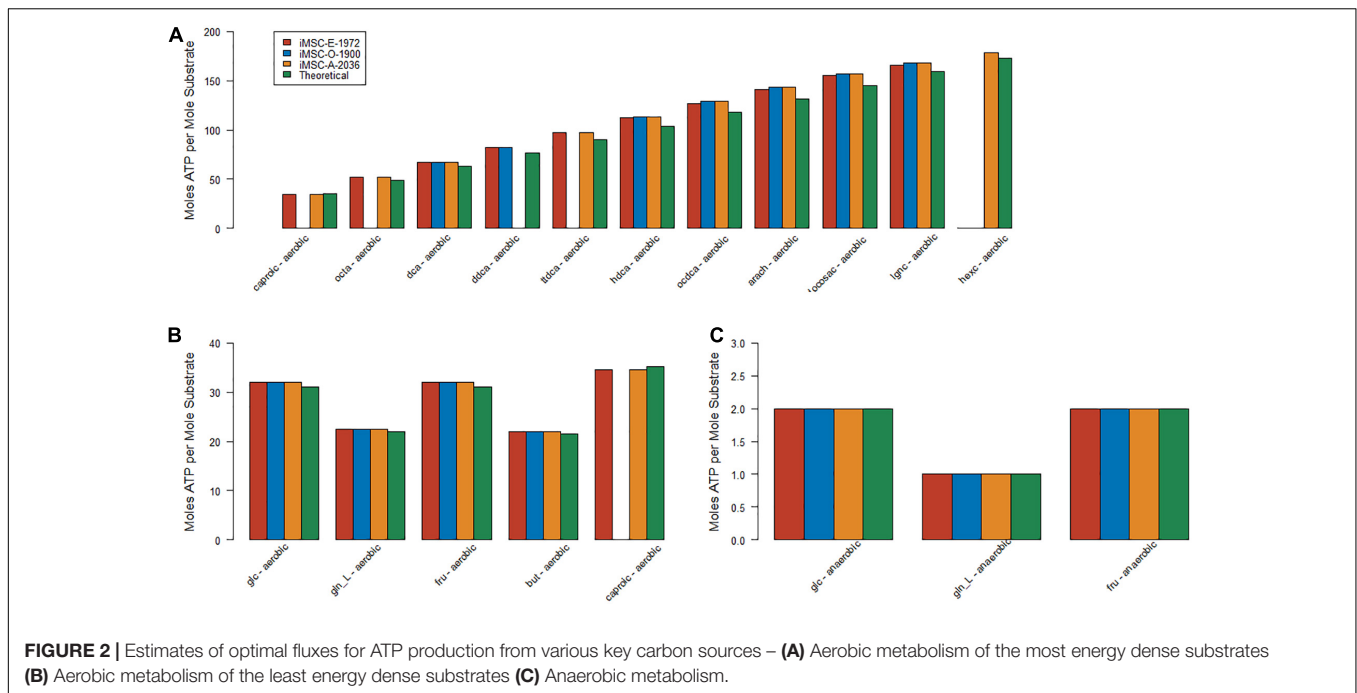 A
Moles ATP per Mole Substrate
200
150
100
50
0
iMSC-E-1972
iMSC-O-1900
iMSC-A-2036
Theoretical
caproic - aerobic
octa - aerobic
dca - aerobic
ddca - aerobic
ttdca - aerobic
hdca - aerobic
ocdca - aerobic
arach - aerobic
docosac - aerobic
lgnc - aerobic
hexc - aerobic
B
Moles ATP per Mole Substrate
40
30
20
10
0
glc - aerobic
gln_L - aerobic
fru - aerobic
but - aerobic
caproic - aerobic
C
Moles ATP per Mole Substrate
3.0
2.5
2.0
1.5
1.0
0.5
0.0
glc - anaerobic
gln_L - anaerobic
fru - anaerobic
FIGURE 2 | Estimates of optimal fluxes for ATP production from various key carbon sources – (A) Aerobic metabolism of the most energy dense substrates
(B) Aerobic metabolism of the least energy dense substrates (C) Anaerobic metabolism.